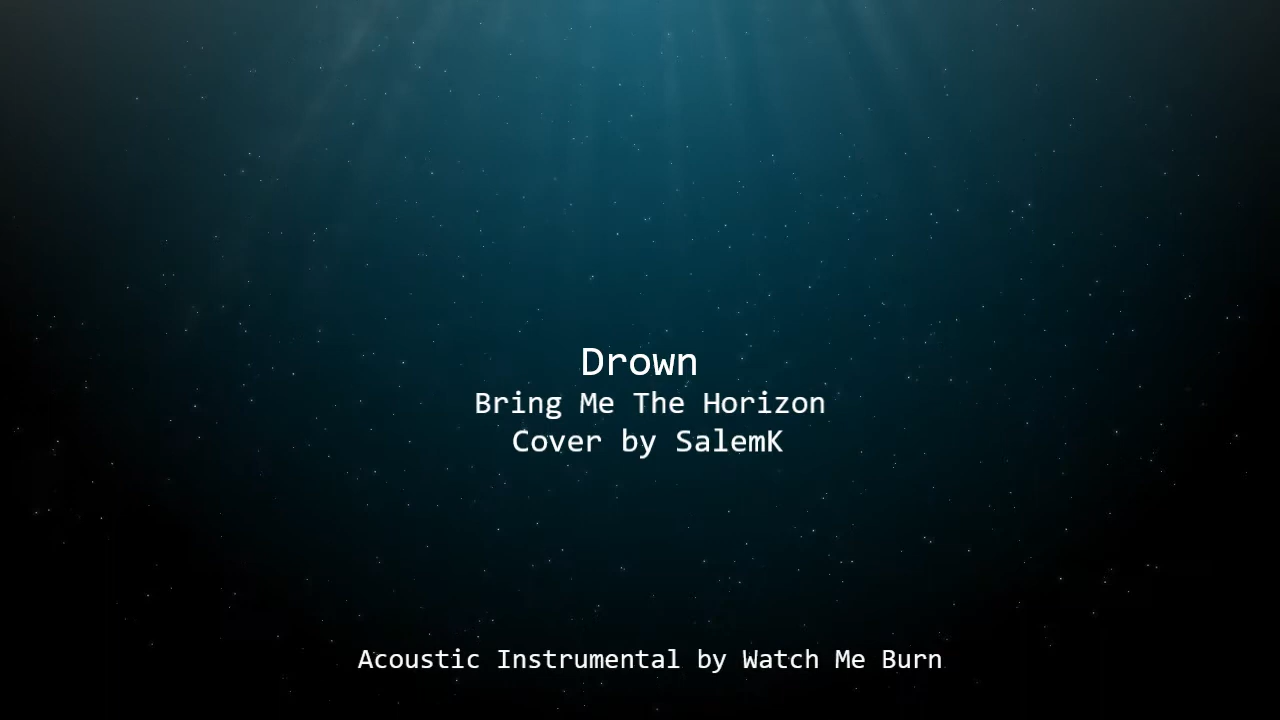 Drown
Bring Me The Horizon
Cover by SalemK
Acoustic Instrumental by Watch Me Burn